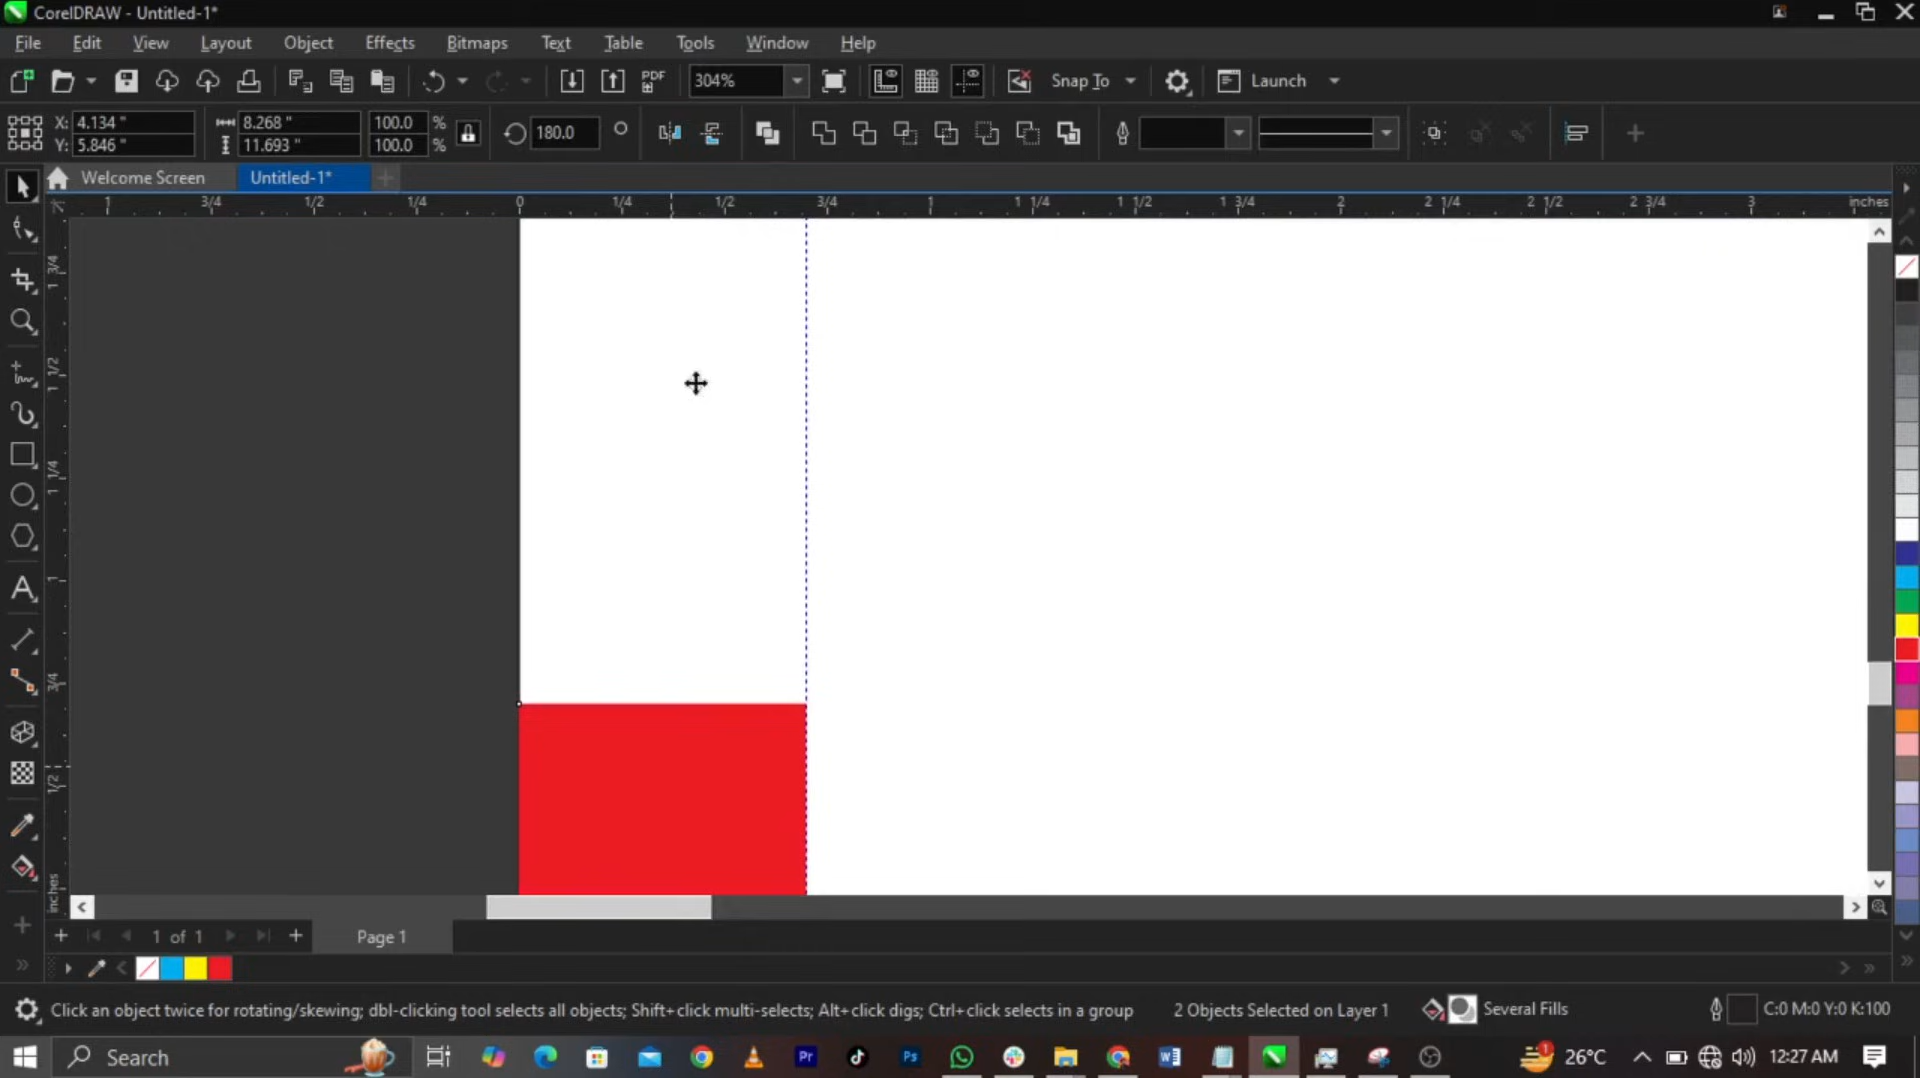 CorelDRAW - Untitled-1*
File Edit View Layout Object Effects Bitmaps Text Table Tools Window Help
PDF 304% Snap To Launch
X: 4.134 " 8.268 " 100.0 % 180.0 °
Y: 5.846 " 11.693 " 100.0 %
Welcome Screen Untitled-1*
1 3/4 1/2 1/4 0 1/4 1/2 3/4 1 1 1/4 1 1/2 1 3/4 2 2 1/4 2 1/2 2 3/4 3 inches
1 3/4
1 1/2
1 1/4
1
3/4
1/2
inches
1 of 1 Page 1
Click an object twice for rotating/skewing; dbl-clicking tool selects all objects; Shift+click multi-selects; Alt+click digs; Ctrl+click selects in a group 2 Objects Selected on Layer 1 Several Fills C:0 M:0 Y:0 K:100
Search Pr Ps 1 26°C 12:27 AM